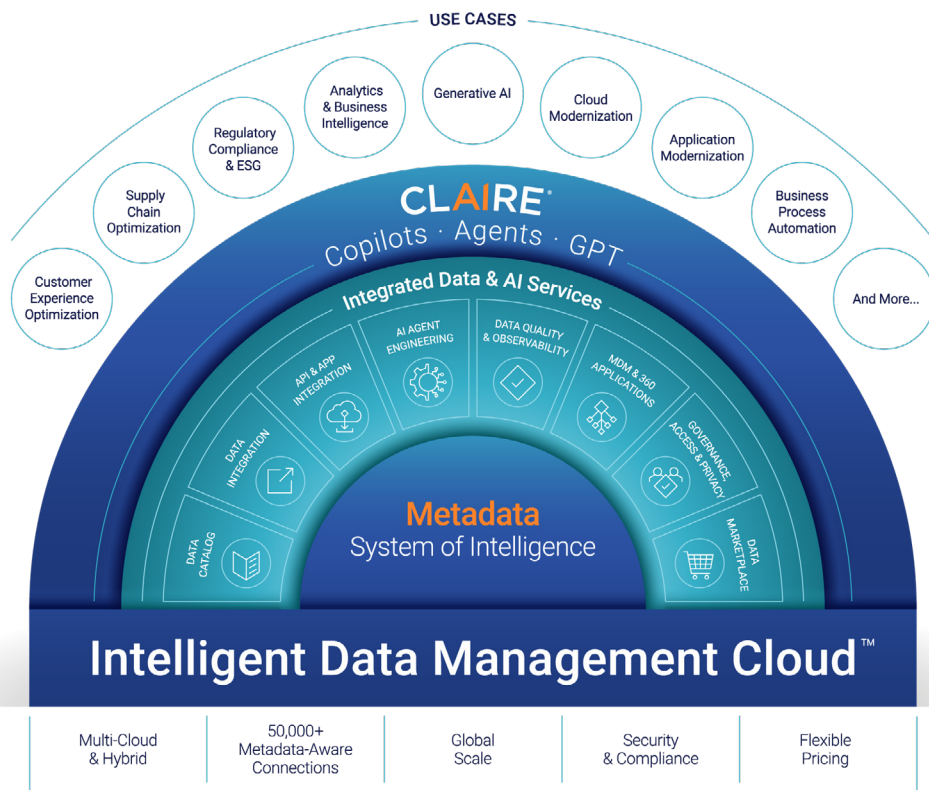 USE CASES
Customer
Experience
Optimization
Supply
Chain
Optimization
Regulatory
Compliance
& ESG
Analytics
& Business
Intelligence
Generative AI
Cloud
Modernization
Application
Modernization
Business
Process
Automation
And More...
CLAIRE®
Copilots · Agents · GPT
Integrated Data & AI Services
DATA
CATALOG
DATA
INTEGRATION
API & APP
INTEGRATION
AI AGENT
ENGINEERING
DATA QUALITY
& OBSERVABILITY
MDM & 360
APPLICATIONS
GOVERNANCE,
ACCESS & PRIVACY
DATA
MARKETPLACE
Metadata
System of Intelligence
Intelligent Data Management Cloud™
Multi-Cloud
& Hybrid
50,000+
Metadata-Aware
Connections
Global
Scale
Security
& Compliance
Flexible
Pricing